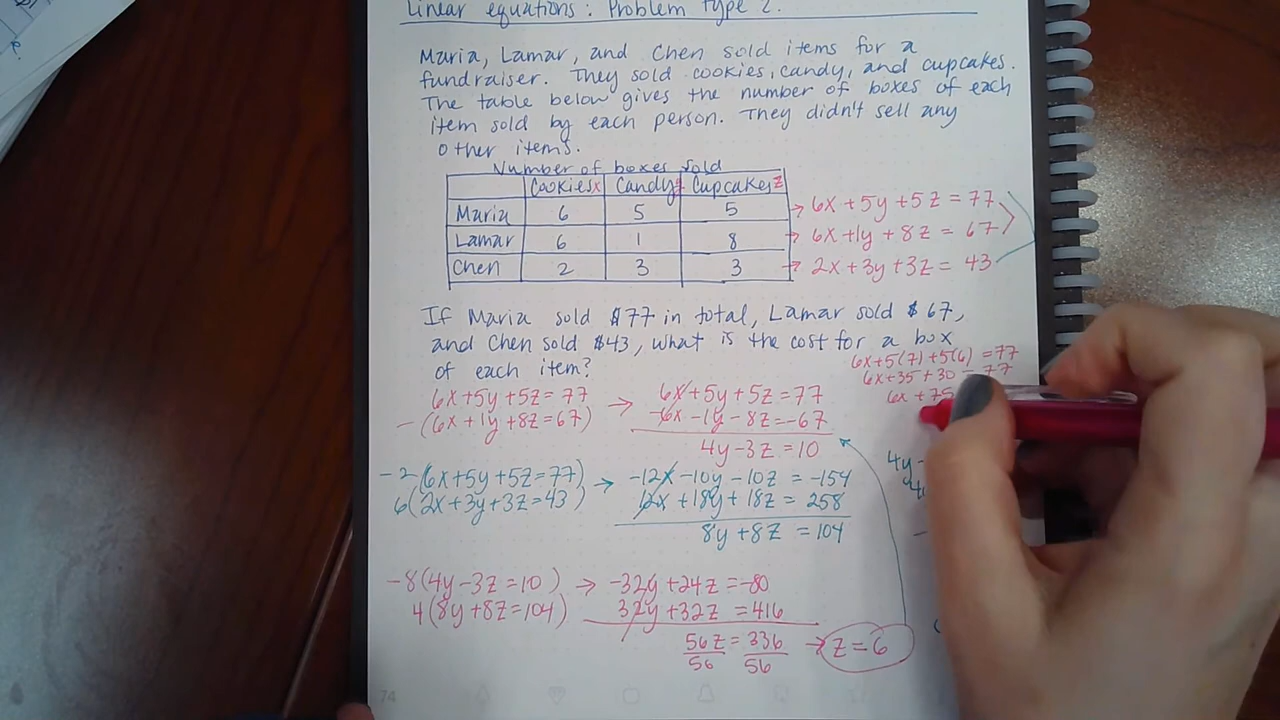 Linear equations: Problem type 2.
Maria, Lamar, and Chen sold items for a
fundraiser. They sold cookies, candy, and cupcakes.
The table below gives the number of boxes of each
item sold by each person. They didn't sell any
other items.
Number of boxes sold
Cookies x Candy y Cupcakes z
Maria 6 5 5 → 6x+5y+5z=77
Lamar 6 1 8 → 6x+1y+8z=67
Chen 2 3 3 → 2x+3y+3z=43
If Maria sold $77 in total, Lamar sold $67,
and Chen sold $43, what is the cost for a box
of each item?
6x+5(7)+5(6)=77
6x+35+30=77
6x+
6x+5y+5z=77 → 6x+5y+5z=77
-(6x+1y+8z=67) -6x-1y-8z=-67
4y-3z=10
4y-
-2(6x+5y+5z=77) → -12x-10y-10z=-154
6(2x+3y+3z=43) 12x+18y+18z=258
8y+8z=104
-8(4y-3z=10) → -32y+24z=-80
4(8y+8z=104) 32y+32z=416
56z=336 → z=6
56 56
74